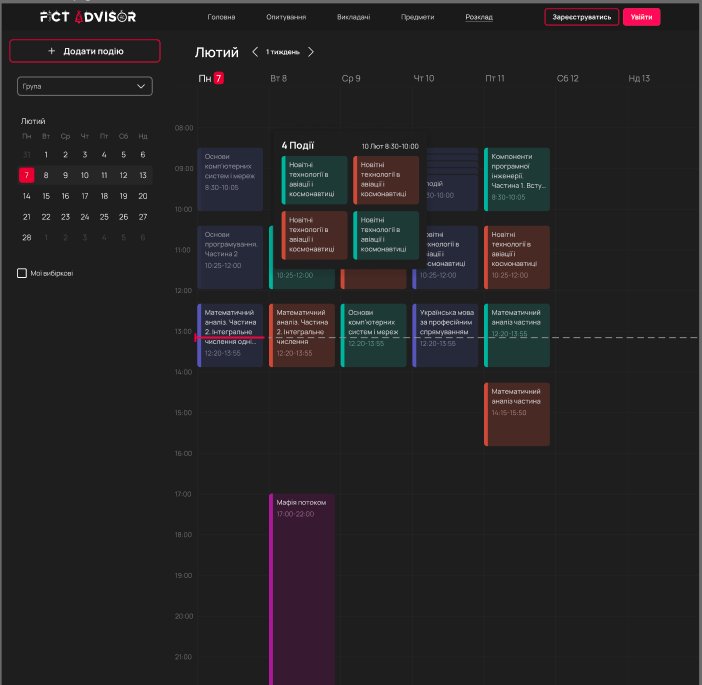 FICT ADVISOR
Головна
Опитування
Викладачі
Предмети
Розклад
Зареєструватись
Увійти
+ Додати подію
Група
Лютий
Пн Вт Ср Чт Пт Сб Нд
31 1 2 3 4 5 6
7 8 9 10 11 12 13
14 15 16 17 18 19 20
21 22 23 24 25 26 27
28 1 2 3 4 5 6
Мої вибіркові
Лютий
1 тиждень
Пн 7
Вт 8
Ср 9
Чт 10
Пт 11
Сб 12
Нд 13
08:00
09:00
10:00
11:00
12:00
13:00
14:00
15:00
16:00
17:00
18:00
19:00
20:00
21:00
Основи
комп'ютерних
систем і мереж
8:30-10:05
4 Події
10 Лют 8:30-10:00
Новітні
технології в
авіації і
космонавтиці
Новітні
технології в
авіації і
космонавтиці
Новітні
технології в
авіації і
космонавтиці
Новітні
технології в
авіації і
космонавтиці
Компоненти
програмної
інженерії.
Частина 1. Всту...
8:30-10:05
Основи
програмування.
Частина 2
10:25-12:00
10:25-12:00
10:25-12:00
Новітні
технології в
авіації і
космонавтиці
10:25-12:00
Математичний
аналіз. Частина
2. Інтегральне
числення одні...
12:20-13:55
Математичний
аналіз. Частина
2. Інтегральне
числення
12:20-13:55
Основи
комп'ютерних
систем і мереж
12:20-13:55
Українська мова
за професійним
спрямуванням
12:20-13:55
Математичний
аналіз частина
12:20-13:55
Математичний
аналіз частина
14:15-15:50
Мафія потоком
17:00-22:00